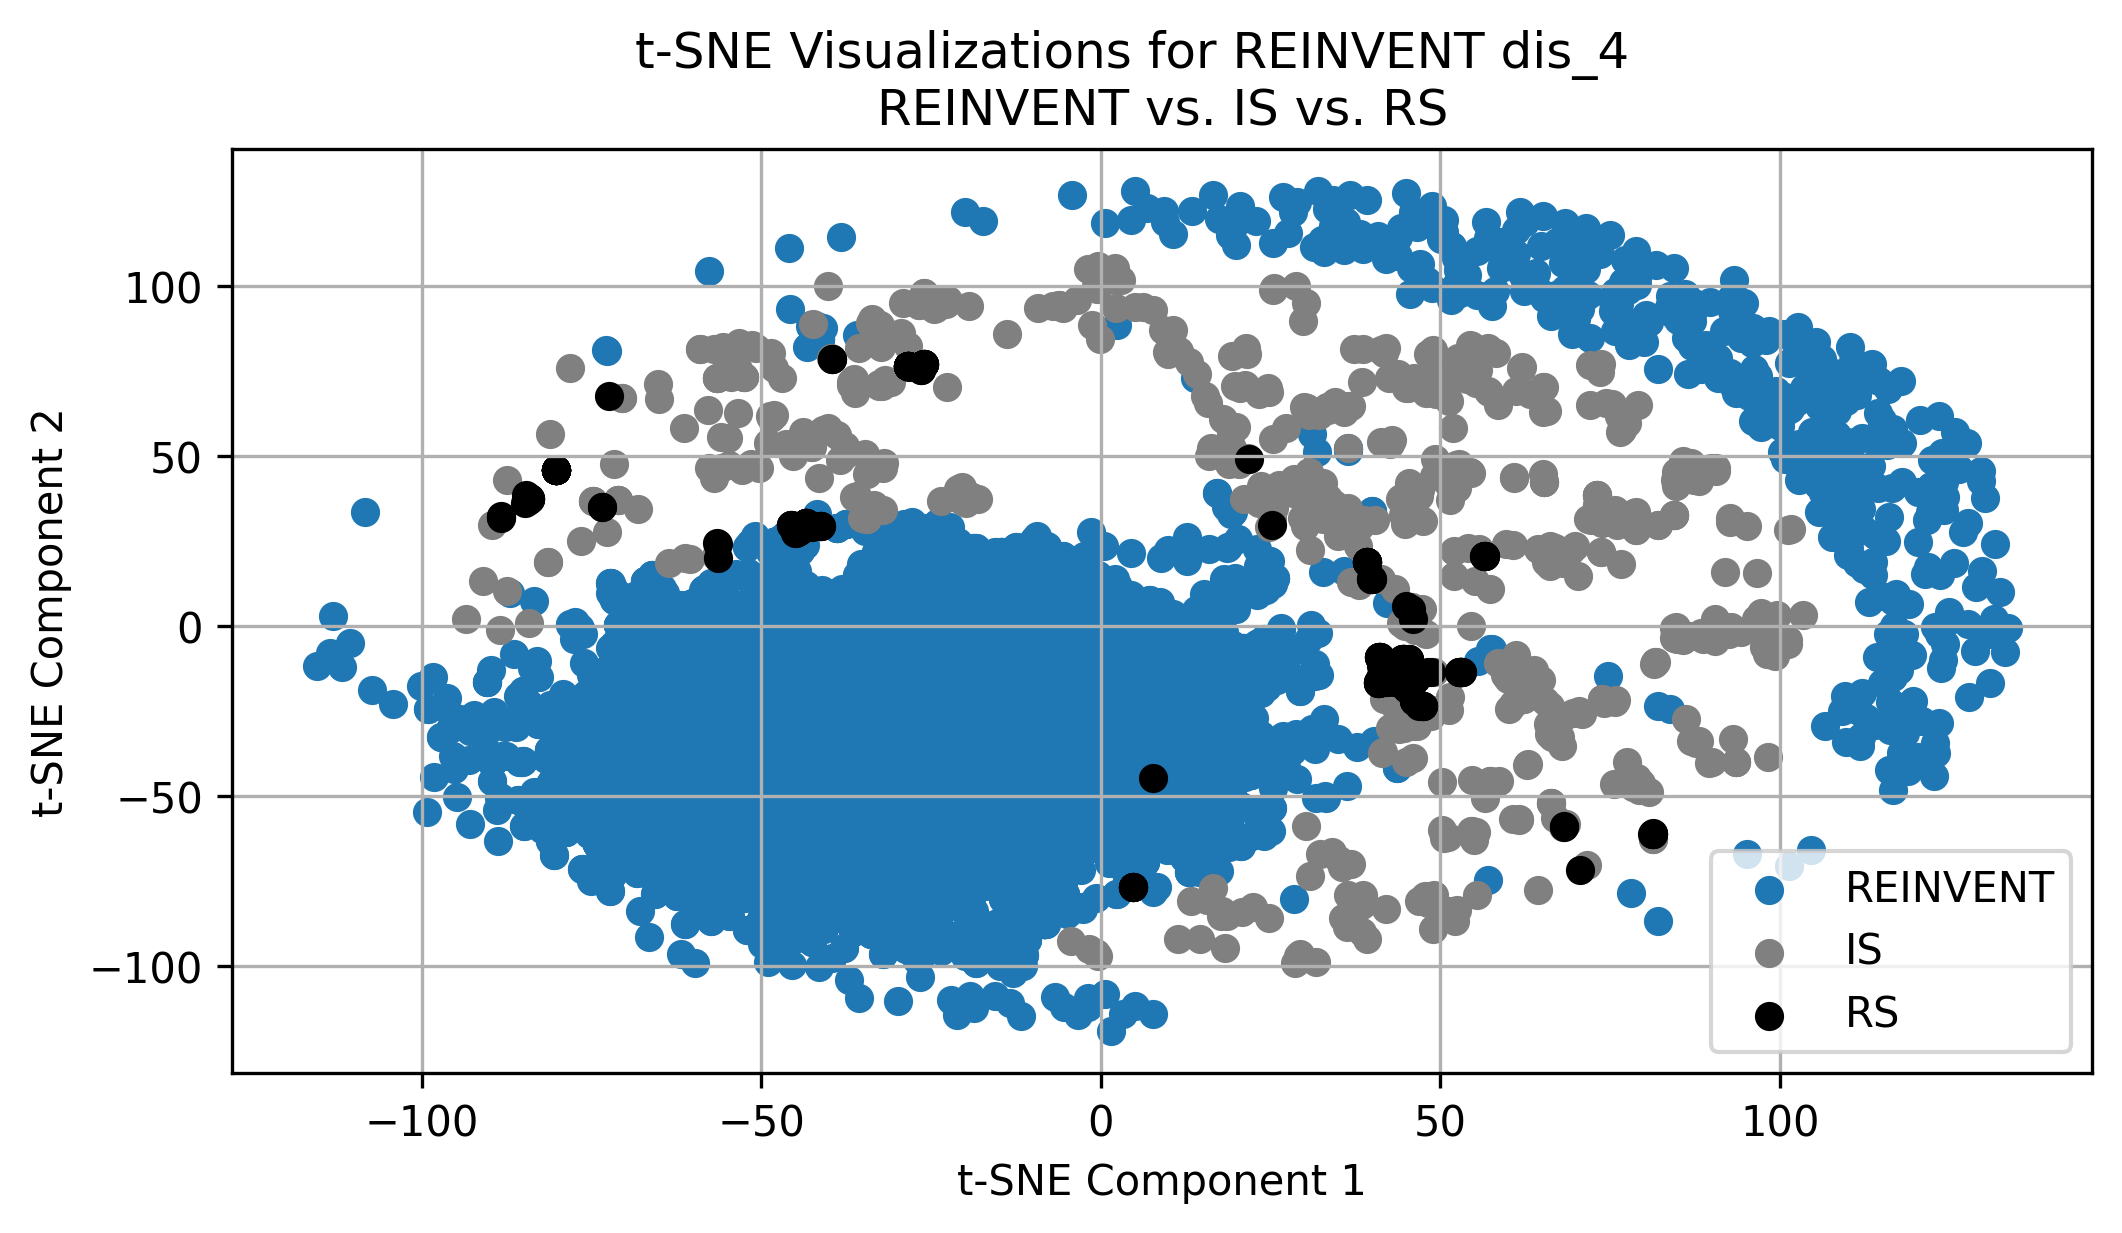 t-SNE Visualizations for REINVENT dis_4
REINVENT vs. IS vs. RS
t-SNE Component 2
100
50
0
−50
−100
−100
−50
0
50
100
t-SNE Component 1
REINVENT
IS
RS